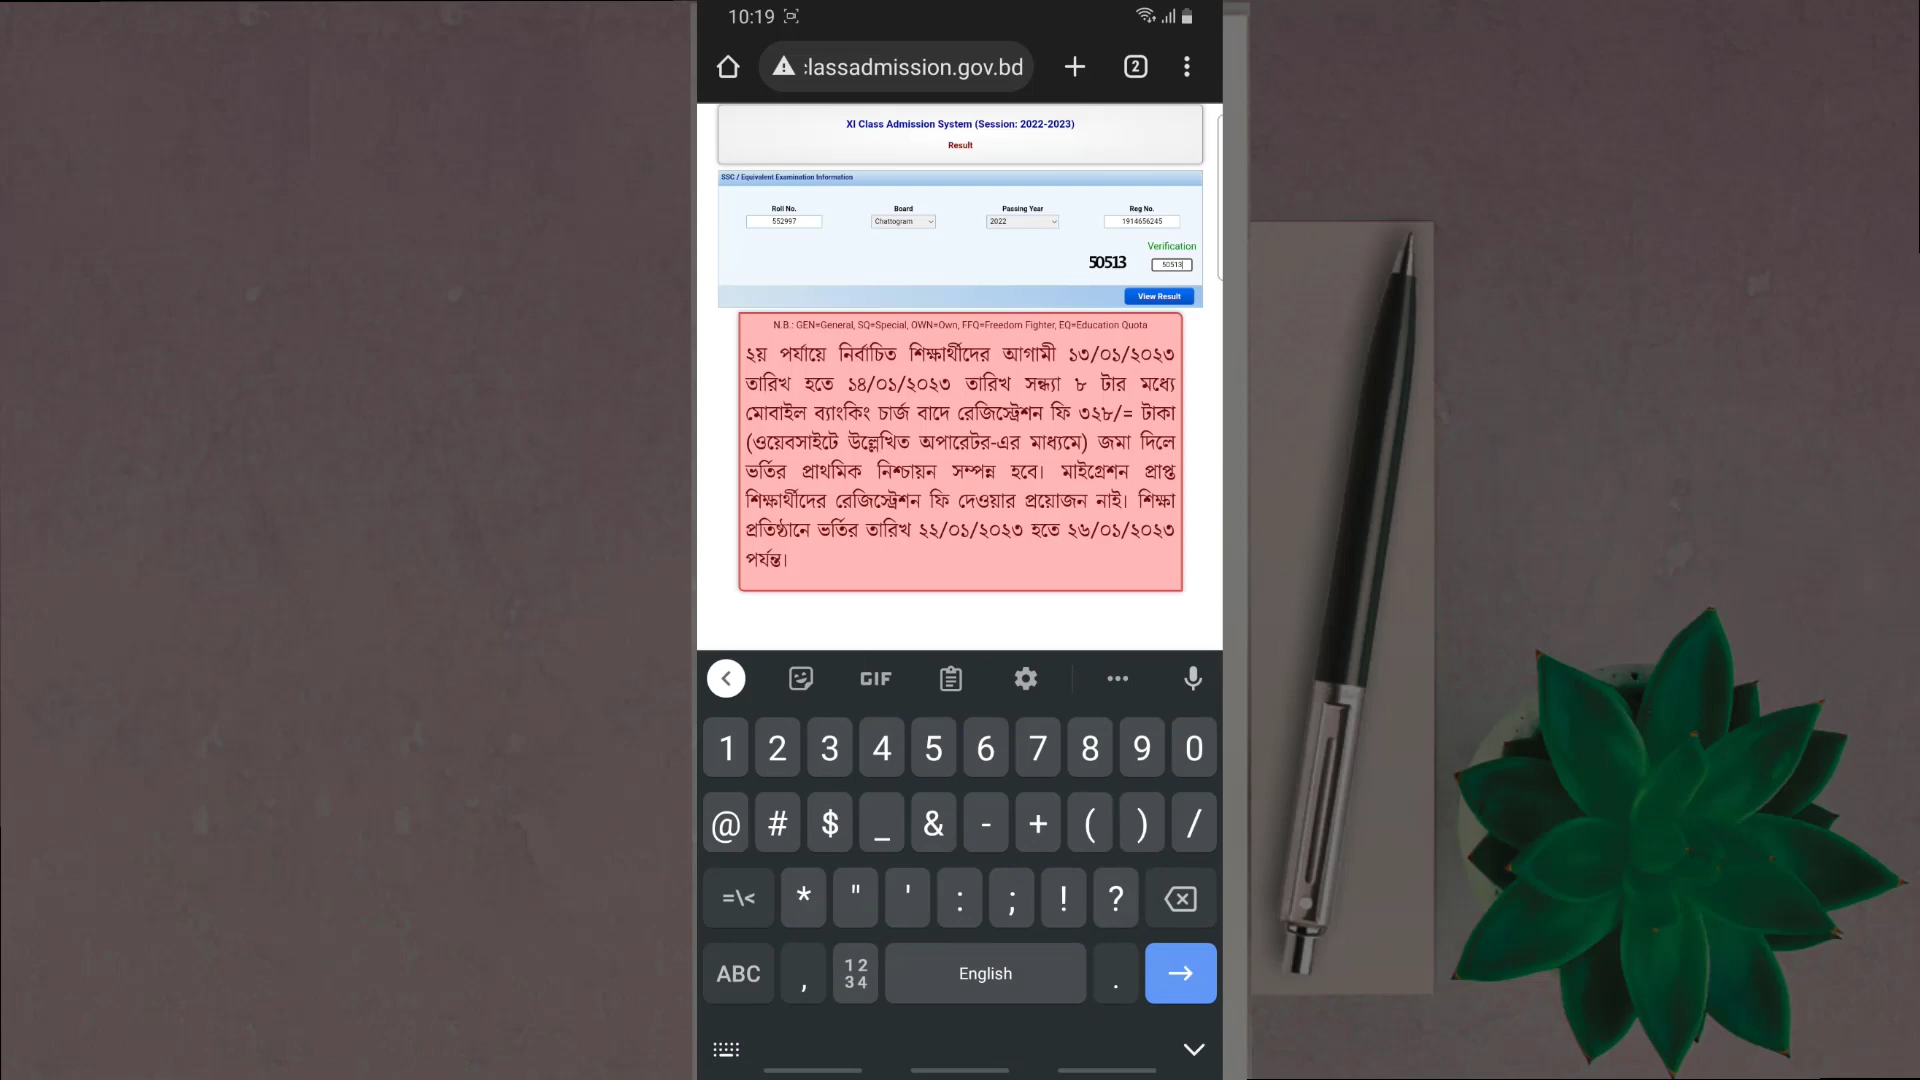 10:19
:lassadmission.gov.bd
2
XI Class Admission System (Session: 2022-2023)
Result
SSC / Equivalent Examination Information
Roll No. Board Passing Year Reg No.
552997 Chattogram 2022 1914656245
Verification
50513 50513
View Result
N.B.: GEN=General, SQ=Special, OWN=Own, FFQ=Freedom Fighter, EQ=Education Quota
২য় পর্যায়ে নির্বাচিত শিক্ষার্থীদের আগামী ১৩/০১/২০২৩
তারিখ হতে ১৪/০১/২০২৩ তারিখ সন্ধ্যা ৮ টার মধ্যে
মোবাইল ব্যাংকিং চার্জ বাদে রেজিস্ট্রেশন ফি ৩২৮/= টাকা
(ওয়েবসাইটে উল্লেখিত অপারেটর-এর মাধ্যমে) জমা দিলে
ভর্তির প্রাথমিক নিশ্চায়ন সম্পন্ন হবে। মাইগ্রেশন প্রাপ্ত
শিক্ষার্থীদের রেজিস্ট্রেশন ফি দেওয়ার প্রয়োজন নাই। শিক্ষা
প্রতিষ্ঠানে ভর্তির তারিখ ২২/০১/২০২৩ হতে ২৬/০১/২০২৩
পর্যন্ত।
GIF
1 2 3 4 5 6 7 8 9 0
@ # $ _ & - + ( ) /
=\< * " ' : ; ! ?
ABC , 1 2 3 4 English .